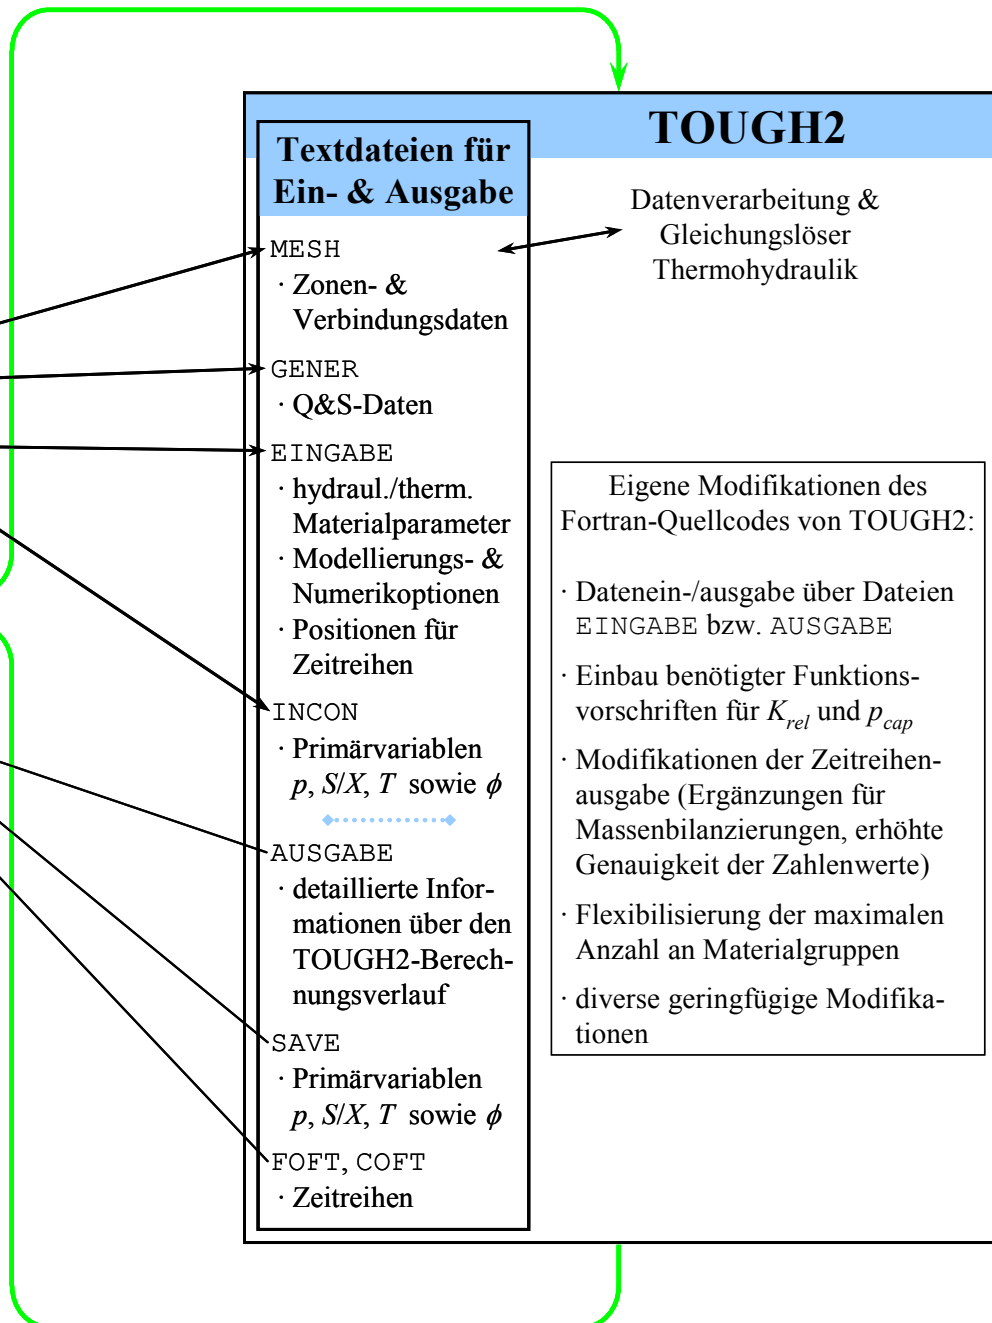 TOUGH2
Textdateien für
Ein- & Ausgabe
MESH
· Zonen- &
Verbindungsdaten
GENER
· Q&S-Daten
EINGABE
· hydraul./therm.
Materialparameter
· Modellierungs- &
Numerikoptionen
· Positionen für
Zeitreihen
INCON
· Primärvariablen
p, S/X, T sowie ϕ
AUSGABE
· detaillierte Infor-
mationen über den
TOUGH2-Berech-
nungsverlauf
SAVE
· Primärvariablen
p, S/X, T sowie ϕ
FOFT, COFT
· Zeitreihen
Datenverarbeitung &
Gleichungslöser
Thermohydraulik
Eigene Modifikationen des
Fortran-Quellcodes von TOUGH2:
· Datenein-/ausgabe über Dateien
EINGABE bzw. AUSGABE
· Einbau benötigter Funktions-
vorschriften für K_rel und p_cap
· Modifikationen der Zeitreihen-
ausgabe (Ergänzungen für
Massenbilanzierungen, erhöhte
Genauigkeit der Zahlenwerte)
· Flexibilisierung der maximalen
Anzahl an Materialgruppen
· diverse geringfügige Modifika-
tionen